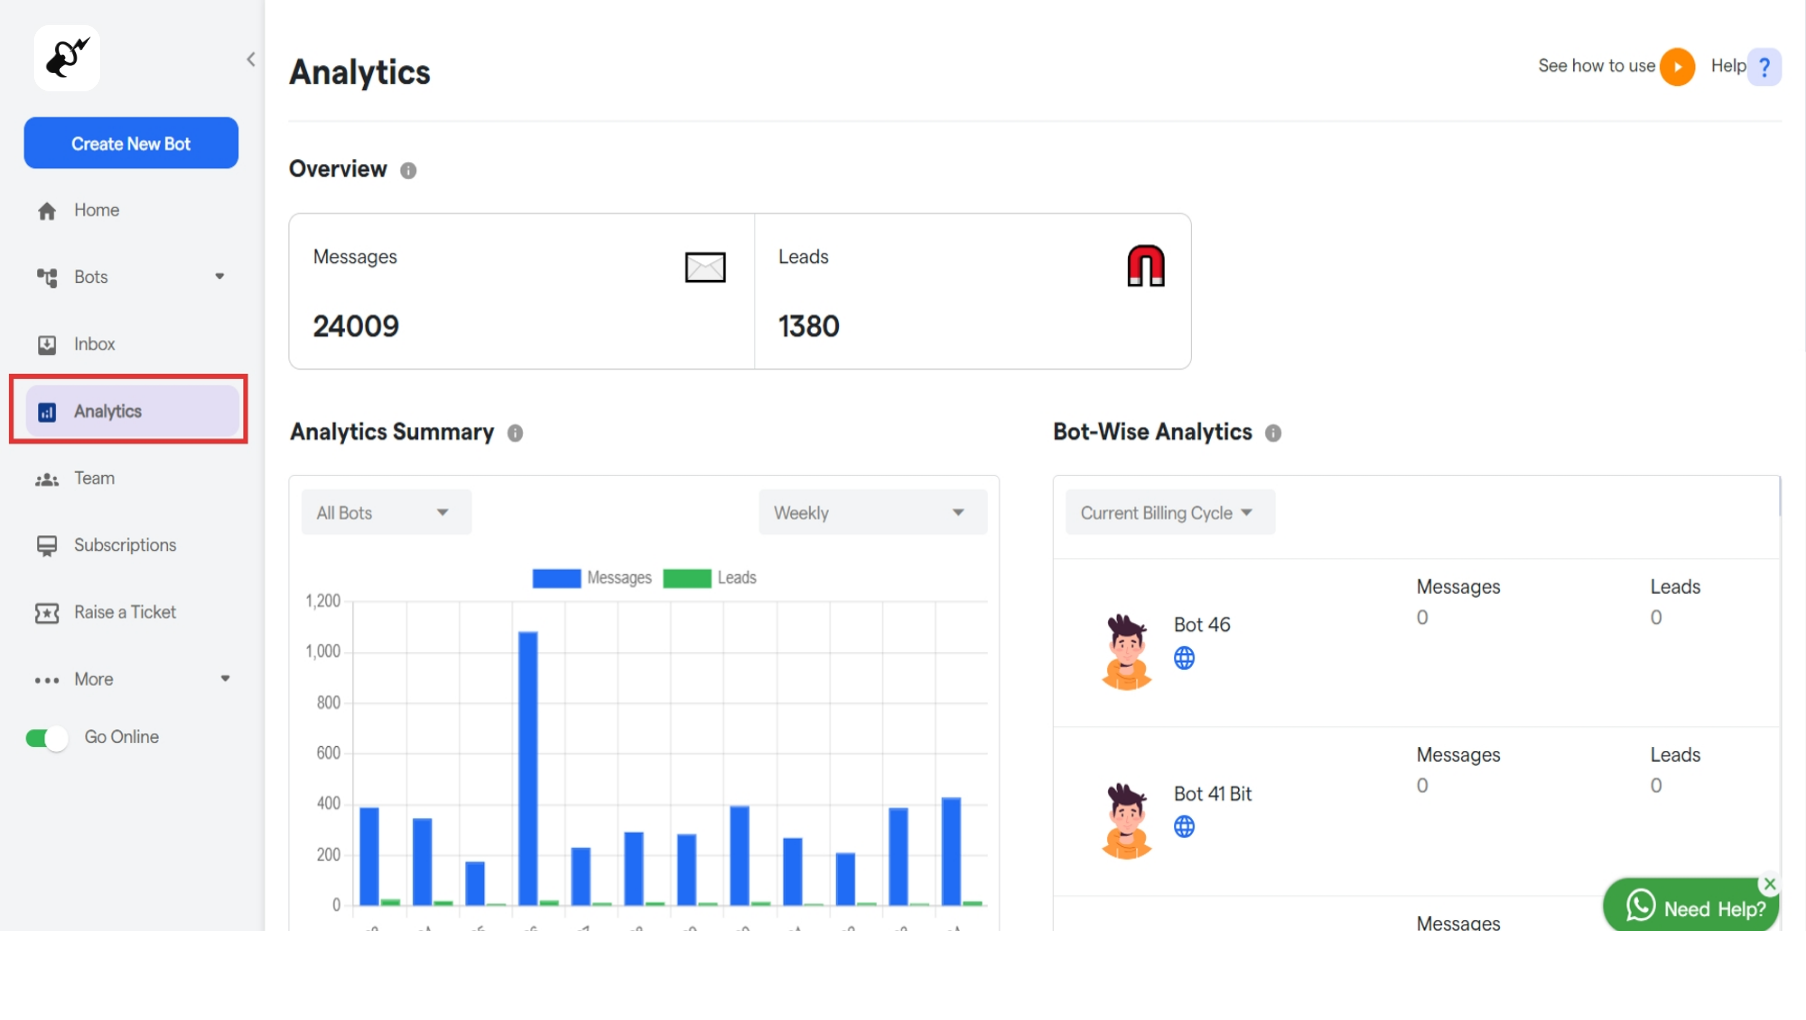 Analytics
See how to use
Help ?
Create New Bot
Home
Bots
Inbox
Analytics
Team
Subscriptions
Raise a Ticket
More
Go Online
Overview
Messages
24009
Leads
1380
Analytics Summary
All Bots
Weekly
Messages
Leads
1,200
1,000
800
600
400
200
0
Bot-Wise Analytics
Current Billing Cycle
Bot 46
Messages
0
Leads
0
Bot 41 Bit
Messages
0
Leads
0
Messages
Need Help?